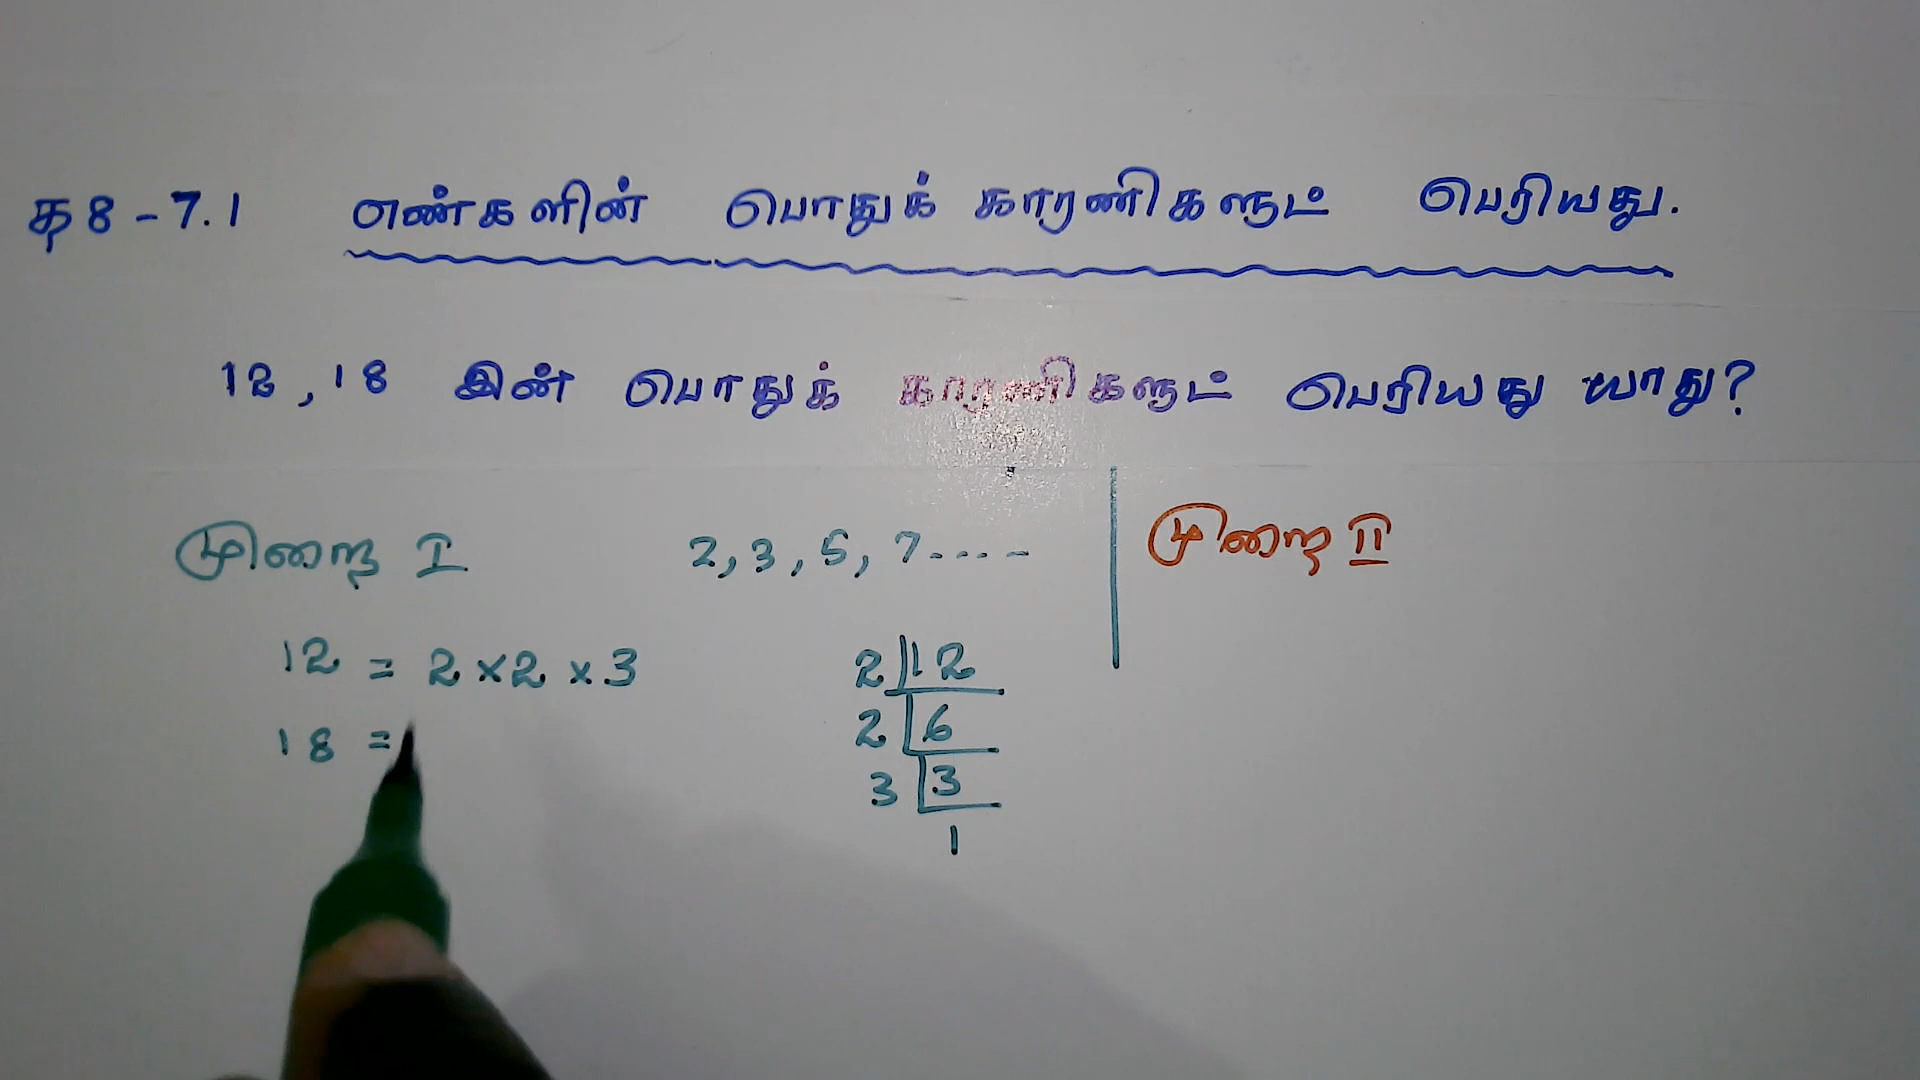 த 8 - 7.1 எண்களின் பொதுக் காரணிகளுட் பெரியது.
12, 18 இன் பொதுக் காரணிகளுட் பெரியது யாது?
முறை I 2, 3, 5, 7 - - - -
12 = 2 × 2 × 3
18 =
2 | 12
2 | 6
3 | 3
1
முறை II